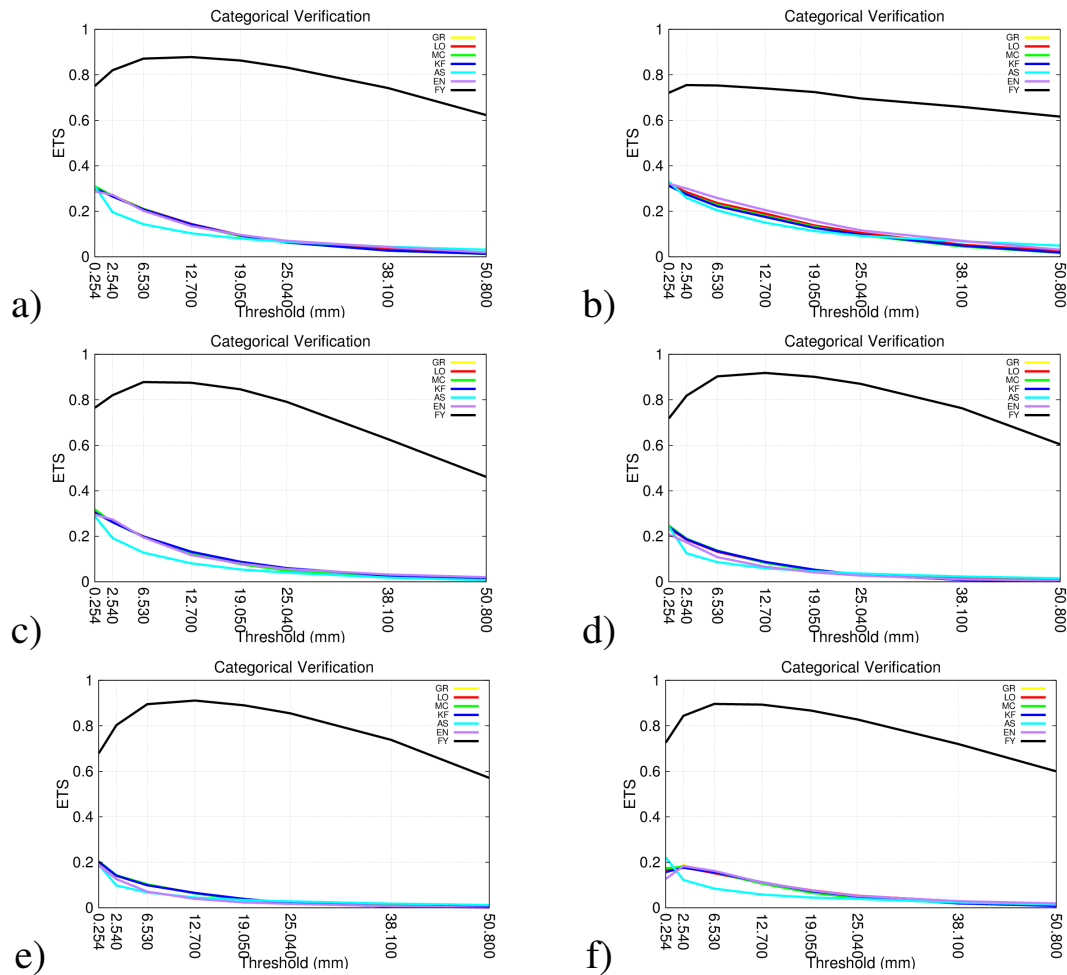 Categorical Verification
1
0.8
0.6
0.4
0.2
0
ETS
GR
LO
MC
KF
AS
EN
FY
0.254
2.540
6.530
12.700
19.050
25.040
38.100
50.800
Threshold (mm)
a)
Categorical Verification
1
0.8
0.6
0.4
0.2
0
ETS
GR
LO
MC
KF
AS
EN
FY
0.254
2.540
6.530
12.700
19.050
25.040
38.100
50.800
Threshold (mm)
b)
Categorical Verification
1
0.8
0.6
0.4
0.2
0
ETS
GR
LO
MC
KF
AS
EN
FY
0.254
2.540
6.530
12.700
19.050
25.040
38.100
50.800
Threshold (mm)
c)
Categorical Verification
1
0.8
0.6
0.4
0.2
0
ETS
GR
LO
MC
KF
AS
EN
FY
0.254
2.540
6.530
12.700
19.050
25.040
38.100
50.800
Threshold (mm)
d)
Categorical Verification
1
0.8
0.6
0.4
0.2
0
ETS
GR
LO
MC
KF
AS
EN
FY
0.254
2.540
6.530
12.700
19.050
25.040
38.100
50.800
Threshold (mm)
e)
Categorical Verification
1
0.8
0.6
0.4
0.2
0
ETS
GR
LO
MC
KF
AS
EN
FY
0.254
2.540
6.530
12.700
19.050
25.040
38.100
50.800
Threshold (mm)
f)